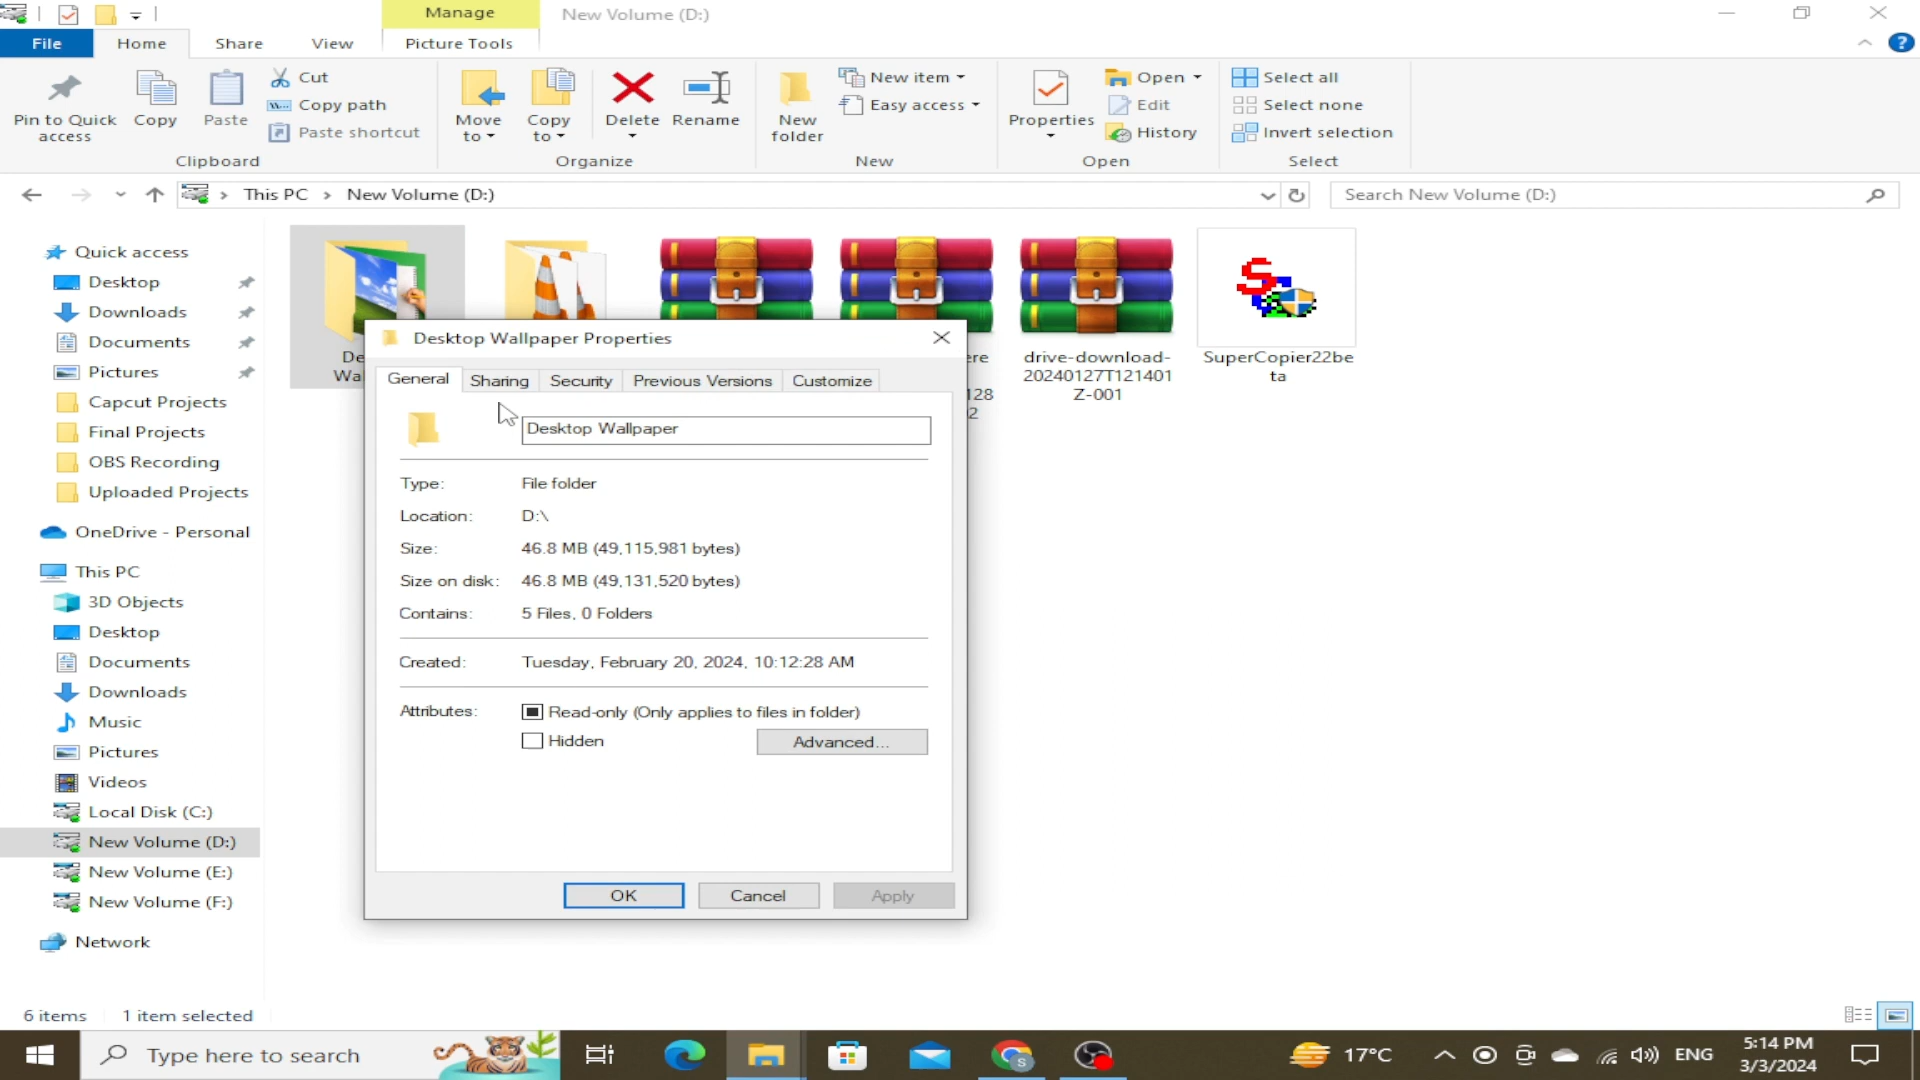 Manage
New Volume (D:)
File
Home
Share
View
Picture Tools
Pin to Quick access
Copy
Paste
Cut
Copy path
Paste shortcut
Clipboard
Move to
Copy to
Delete
Rename
Organize
New folder
New item
Easy access
New
Properties
Open
Edit
History
Open
Select all
Select none
Invert selection
Select
This PC
New Volume (D:)
Search New Volume (D:)
Quick access
Desktop
Downloads
Documents
Pictures
Capcut Projects
Final Projects
OBS Recording
Uploaded Projects
OneDrive - Personal
This PC
3D Objects
Desktop
Documents
Downloads
Music
Pictures
Videos
Local Disk (C:)
New Volume (D:)
New Volume (E:)
New Volume (F:)
Network
drive-download-
20240127T121401
Z-001
SuperCopier22be
ta
Desktop Wallpaper Properties
General
Sharing
Security
Previous Versions
Customize
Desktop Wallpaper
Type: File folder
Location: D:\
Size: 46.8 MB (49,115,981 bytes)
Size on disk: 46.8 MB (49,131,520 bytes)
Contains: 5 Files, 0 Folders
Created: Tuesday, February 20, 2024, 10:12:28 AM
Attributes: Read-only (Only applies to files in folder)
Hidden
Advanced...
OK
Cancel
Apply
6 items
1 item selected
Type here to search
17°C
ENG
5:14 PM
3/3/2024